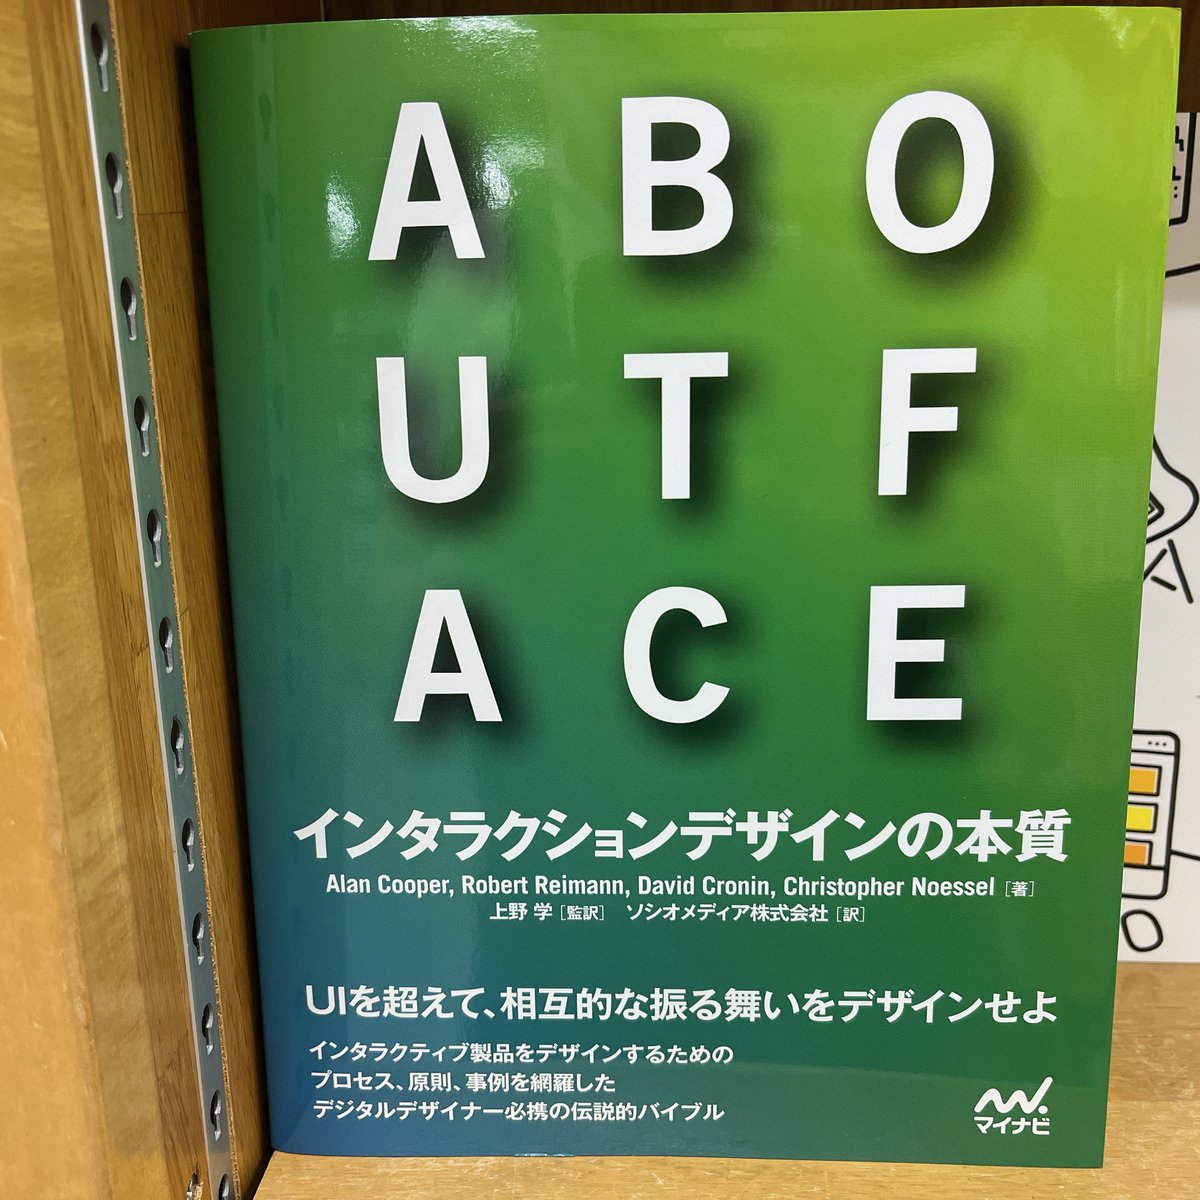 A B O
U T F
A C E
インタラクションデザインの本質
Alan Cooper, Robert Reimann, David Cronin, Christopher Noessel [著]
上野 学 [監訳] ソシオメディア株式会社 [訳]
UIを超えて、相互的な振る舞いをデザインせよ
インタラクティブ製品をデザインするための
プロセス、原則、事例を網羅した
デジタルデザイナー必携の伝説的バイブル
マイナビ